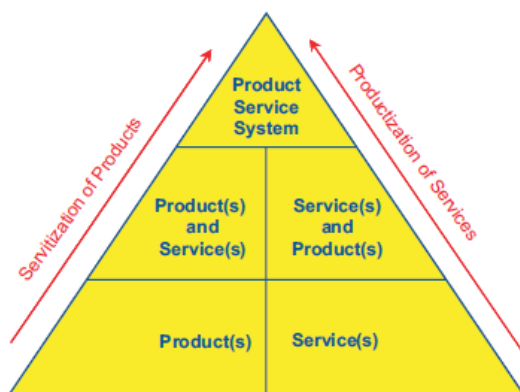 Product
Service
System
Servitization of Products
Productization of Services
Product(s)
and
Service(s)
Service(s)
and
Product(s)
Product(s)
Service(s)